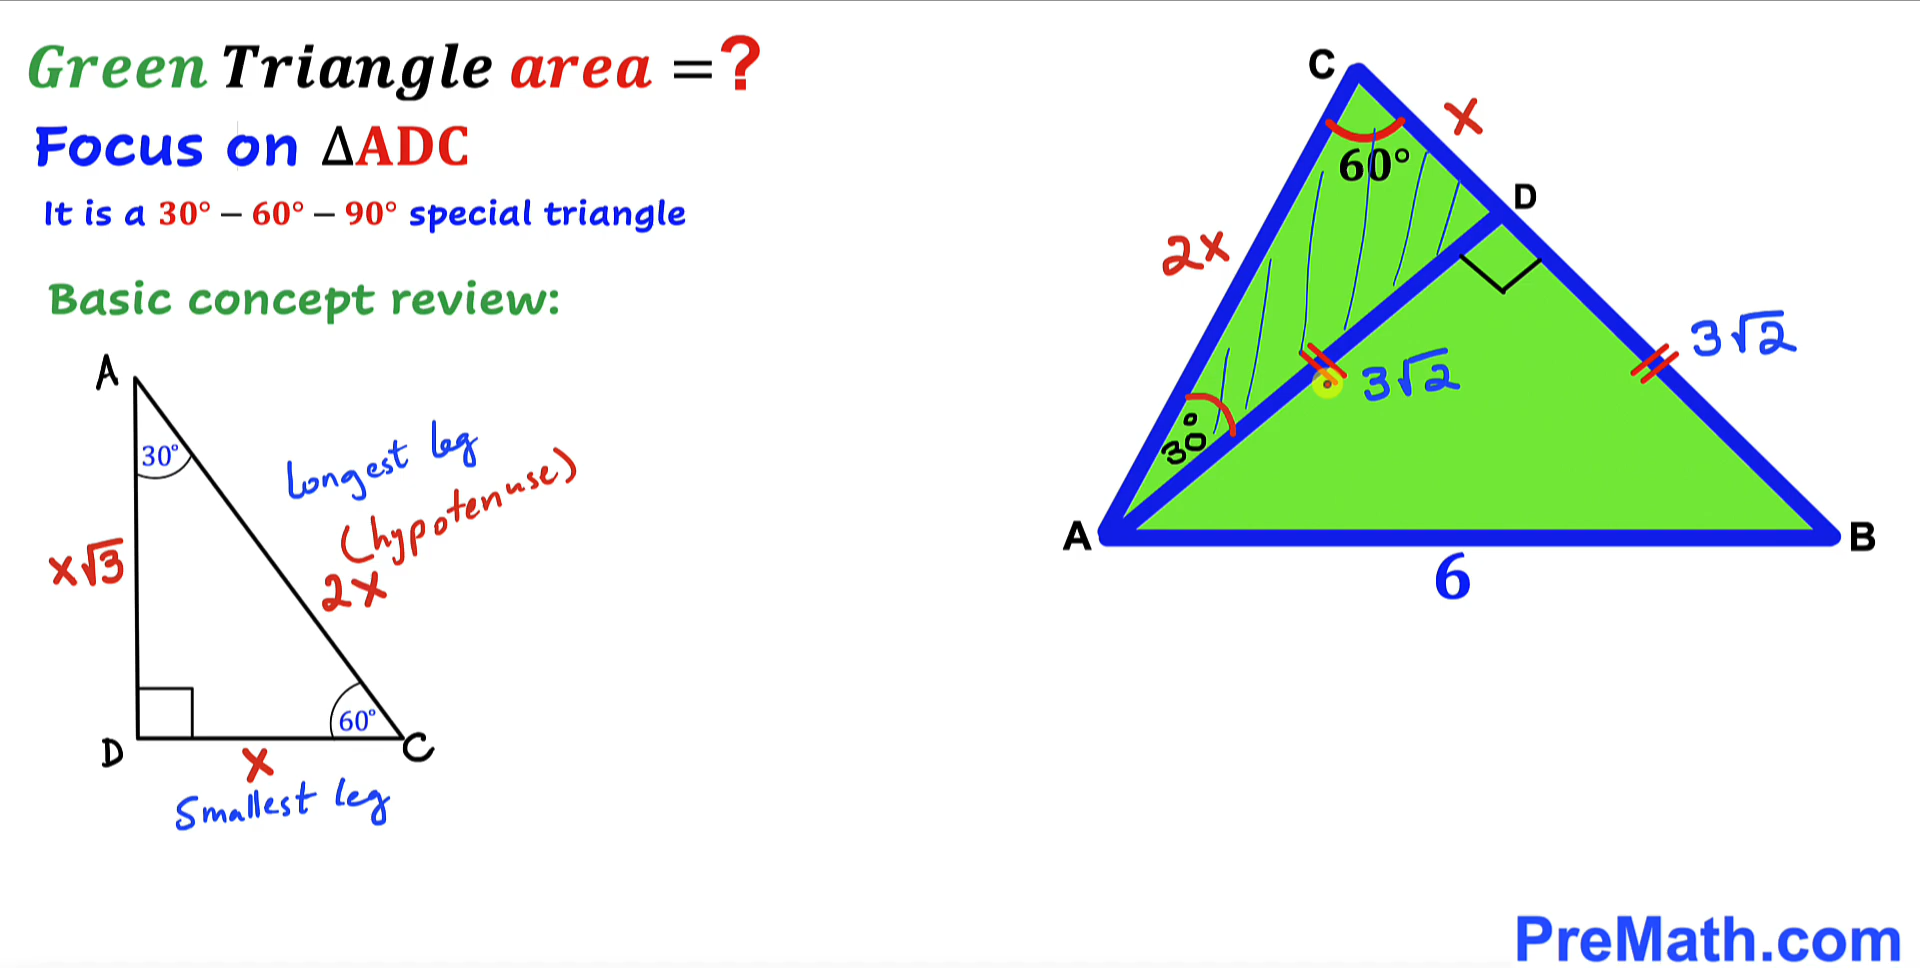 Green Triangle area =?
Focus on ΔADC
It is a 30° – 60° – 90° special triangle
Basic concept review:
A
30°
Longest leg
(hypotenuse)
2x
x√3
60°
D
x
C
Smallest leg
C
x
60°
D
2x
3√2
3√2
30°
A
B
6
PreMath.com